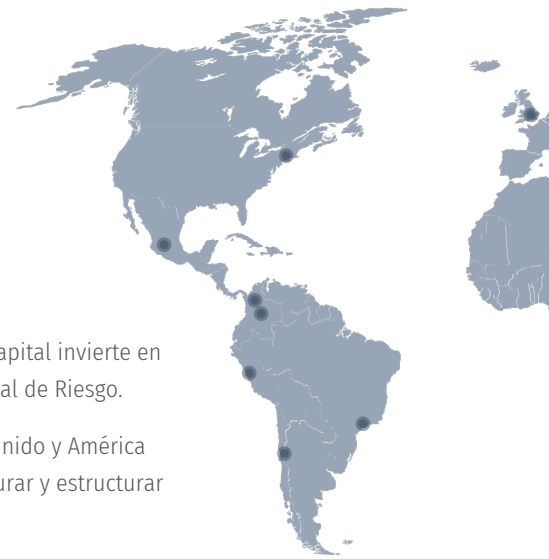 apital invierte en
al de Riesgo.
nido y América
urar y estructurar